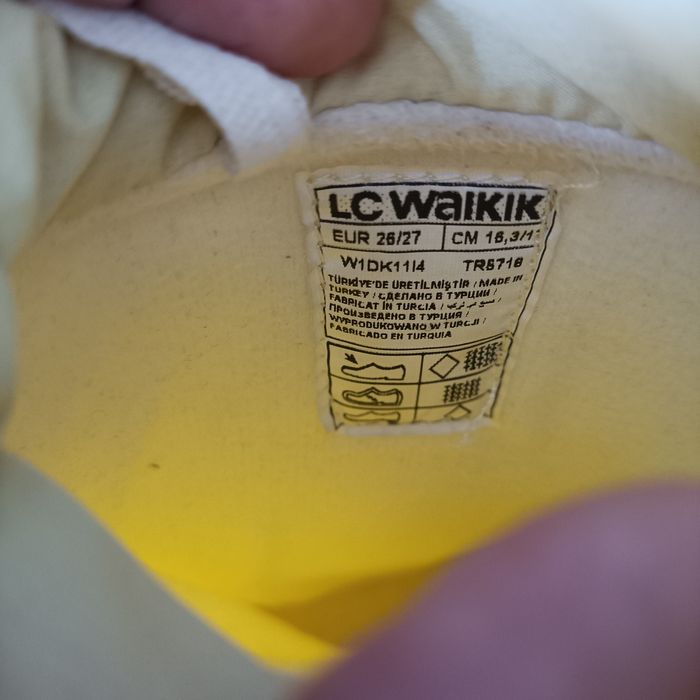 LC WAIKIK
EUR 26/27 CM 16,3/1
W1DK11I4 TR5718
TÜRKİYE'DE ÜRETİLMİŞTİR / MADE IN
TURKEY / СДЕЛАНО В ТУРЦИИ /
FABRICAT ÎN TURCIA /
ПРОИЗВЕДЕНО В ТУРЦИЯ /
WYPRODUKOWANO W TURCJI /
FABRICADO EN TURQUIA